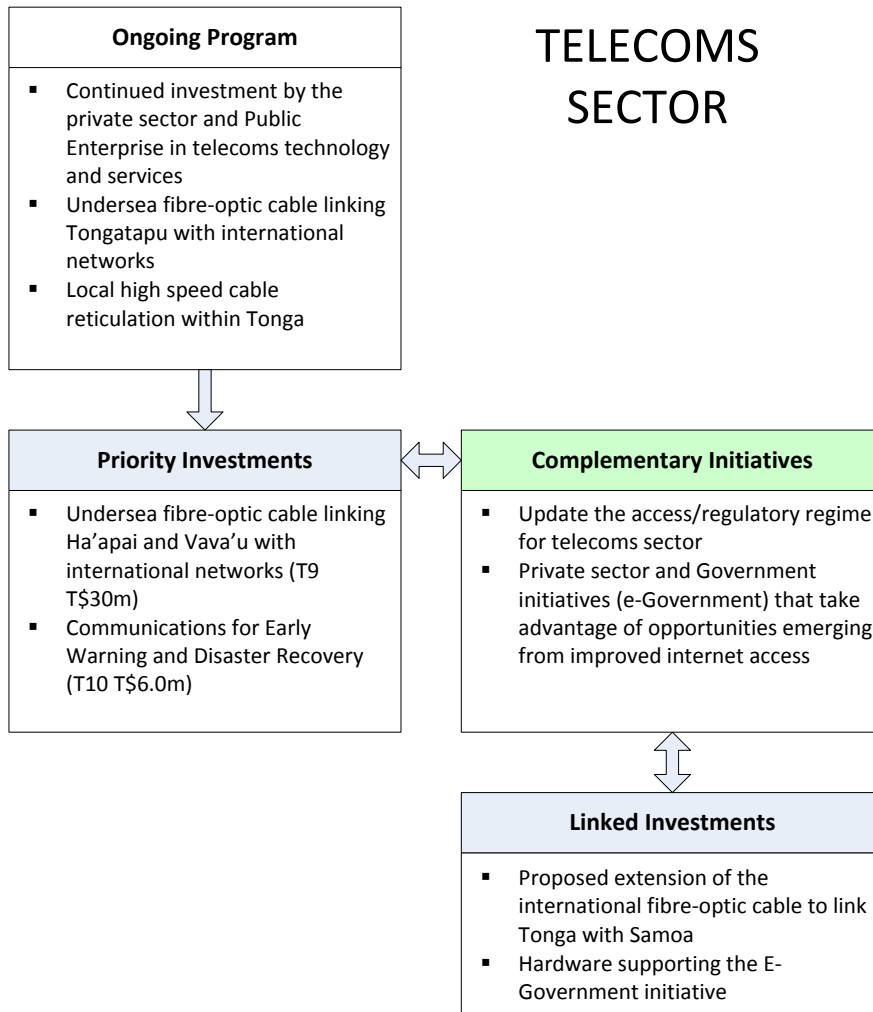 TELECOMS
SECTOR
Ongoing Program
▪ Continued investment by the
private sector and Public
Enterprise in telecoms technology
and services
▪ Undersea fibre-optic cable linking
Tongatapu with international
networks
▪ Local high speed cable
reticulation within Tonga
Priority Investments
▪ Undersea fibre-optic cable linking
Ha’apai and Vava’u with
international networks (T9
T$30m)
▪ Communications for Early
Warning and Disaster Recovery
(T10 T$6.0m)
Complementary Initiatives
▪ Update the access/regulatory regime
for telecoms sector
▪ Private sector and Government
initiatives (e-Government) that take
advantage of opportunities emerging
from improved internet access
Linked Investments
▪ Proposed extension of the
international fibre-optic cable to link
Tonga with Samoa
▪ Hardware supporting the E-
Government initiative